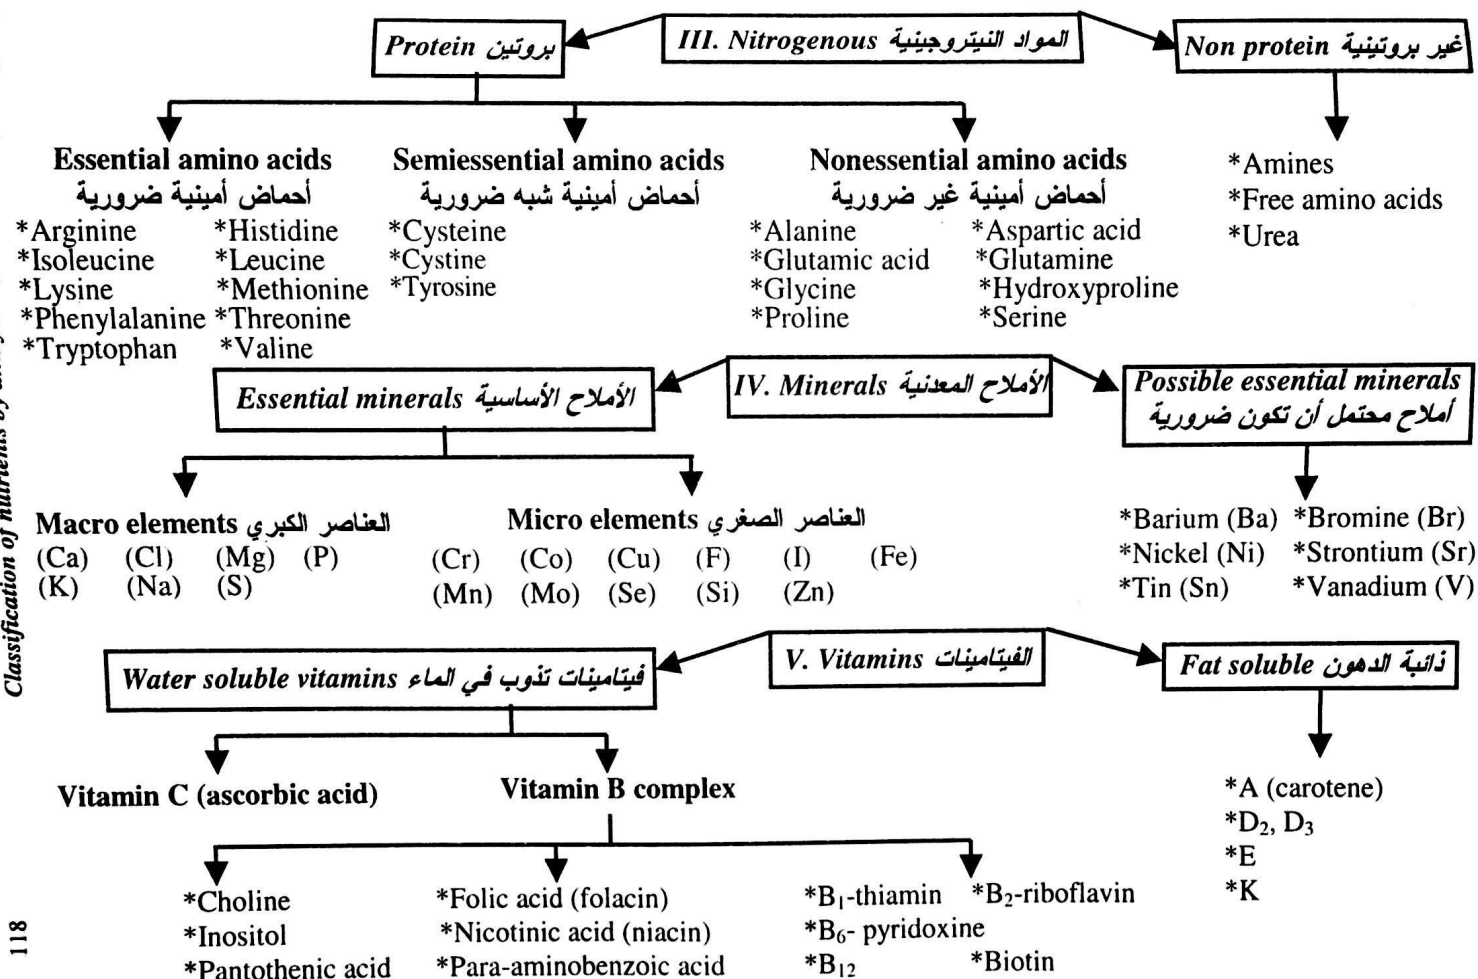 III. Nitrogenous المواد النيتروجينية
Protein بروتين
Non protein غير بروتينية
Essential amino acids
أحماض أمينية ضرورية
*Arginine *Histidine
*Isoleucine *Leucine
*Lysine *Methionine
*Phenylalanine *Threonine
*Tryptophan *Valine
Semiessential amino acids
أحماض أمينية شبه ضرورية
*Cysteine
*Cystine
*Tyrosine
Nonessential amino acids
أحماض أمينية غير ضرورية
*Alanine *Aspartic acid
*Glutamic acid *Glutamine
*Glycine *Hydroxyproline
*Proline *Serine
*Amines
*Free amino acids
*Urea
IV. Minerals الأملاح المعدنية
Essential minerals الأملاح الأساسية
Possible essential minerals
أملاح محتمل أن تكون ضرورية
Macro elements العناصر الكبري
(Ca) (Cl) (Mg) (P)
(K) (Na) (S)
Micro elements العناصر الصغري
(Cr) (Co) (Cu) (F) (I) (Fe)
(Mn) (Mo) (Se) (Si) (Zn)
*Barium (Ba) *Bromine (Br)
*Nickel (Ni) *Strontium (Sr)
*Tin (Sn) *Vanadium (V)
V. Vitamins الفيتامينات
Water soluble vitamins فيتامينات تذوب في الماء
Fat soluble ذائبة الدهون
Vitamin C (ascorbic acid)
Vitamin B complex
*Choline *Folic acid (folacin) *B₁-thiamin *B₂-riboflavin
*Inositol *Nicotinic acid (niacin) *B₆- pyridoxine
*Pantothenic acid *Para-aminobenzoic acid *B₁₂ *Biotin
*A (carotene)
*D₂, D₃
*E
*K
Classification of nutrients by
118